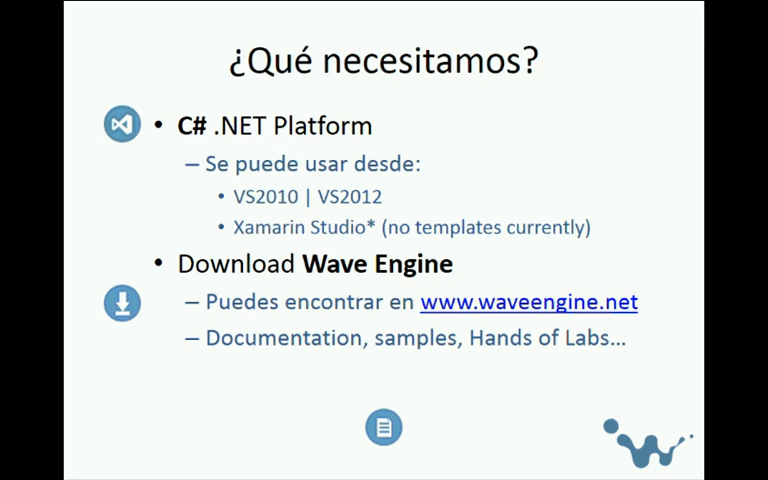 ¿Qué necesitamos?
• C# .NET Platform
– Se puede usar desde:
• VS2010 | VS2012
• Xamarin Studio* (no templates currently)
• Download Wave Engine
– Puedes encontrar en www.waveengine.net
– Documentation, samples, Hands of Labs...